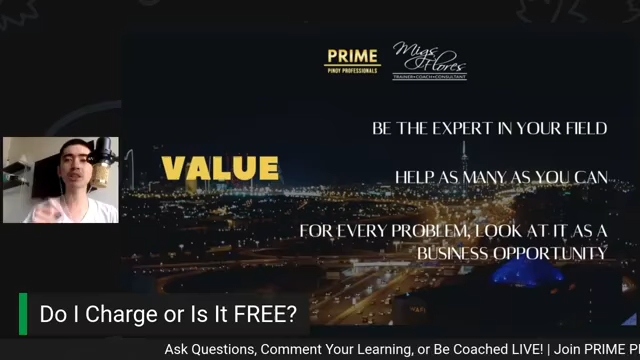 PRIME
PINOY PROFESSIONALS
Migs
Flores
TRAINER•COACH•CONSULTANT
BE THE EXPERT IN YOUR FIELD
VALUE
HELP AS MANY AS YOU CAN
FOR EVERY PROBLEM, LOOK AT IT AS A
BUSINESS OPPORTUNITY
Do I Charge or Is It FREE?
Ask Questions, Comment Your Learning, or Be Coached LIVE! | Join PRIME P